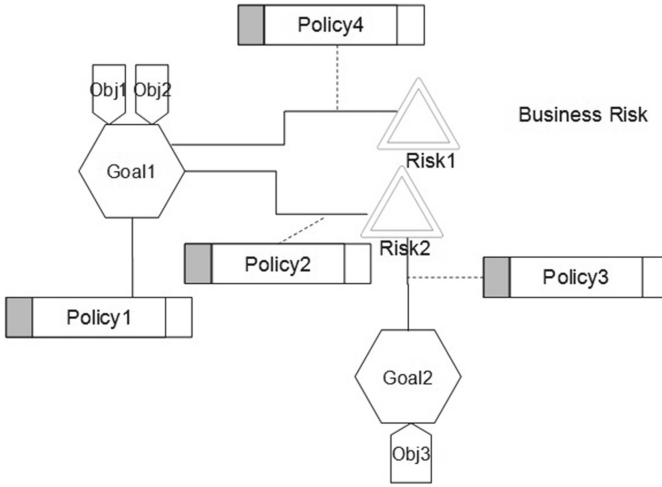 Policy4
Obj1
Obj2
Business Risk
Risk1
Goal1
Risk2
Policy2
Policy3
Policy1
Goal2
Obj3